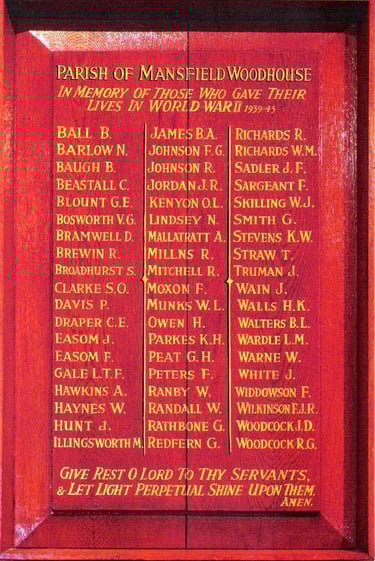 PARISH OF MANSFIELD WOODHOUSE
IN MEMORY OF THOSE WHO GAVE THEIR
LIVES IN WORLD WAR II 1939-45
BALL B.
BARLOW N.
BAUGH B.
BEASTALL C.
BLOUNT G.E.
BOSWORTH V.G.
BRAMWELL D.
BREWIN R.
BROADHURST S.
CLARKE S.O.
DAVIS P.
DRAPER C.E.
EASOM J.
EASOM F.
GALE L.T.F.
HAWKINS A.
HAYNES W.
HUNT J.
ILLINGSWORTH M.
JAMES B.A.
JOHNSON F.G.
JOHNSON R.
JORDAN J.R.
KENYON O.L.
LINDSEY N.
MALLATRATT A.
MILLNS R.
MITCHELL R.
MOXON F.
MUNKS W.L.
OWEN H.
PARKES K.H.
PEAT G.H.
PETERS F.
RANBY W.
RANDALL W.
RATHBONE G.
REDFERN G.
RICHARDS R.
RICHARDS W.M.
SADLER J.F.
SARGEANT F.
SKILLING W.J.
SMITH G.
STEVENS K.W.
STRAW T.
TRUMAN J.
WAIN J.
WALLS H.K.
WALTERS B.L.
WARDLE L.M.
WARNE W.
WHITE J.
WIDDOWSON F.
WILKINSON F.J.R.
WOODCOCK J.D.
WOODCOCK R.G.
GIVE REST O LORD TO THY SERVANTS,
& LET LIGHT PERPETUAL SHINE UPON THEM.
AMEN.